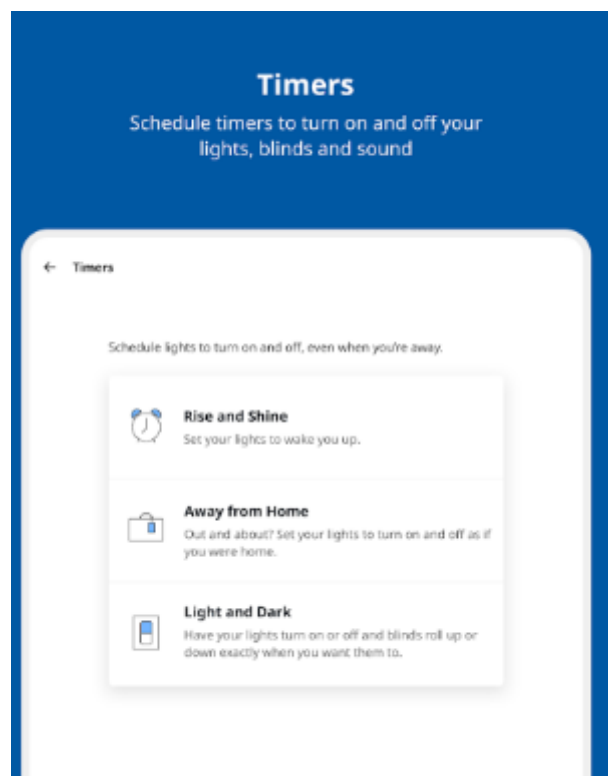 Timers
Schedule timers to turn on and off your
lights, blinds and sound
← Timers
Schedule lights to turn on and off, even when you're away.
Rise and Shine
Set your lights to wake you up.
Away from Home
Out and about? Set your lights to turn on and off as if
you were home.
Light and Dark
Have your lights turn on or off and blinds roll up or
down exactly when you want them to.